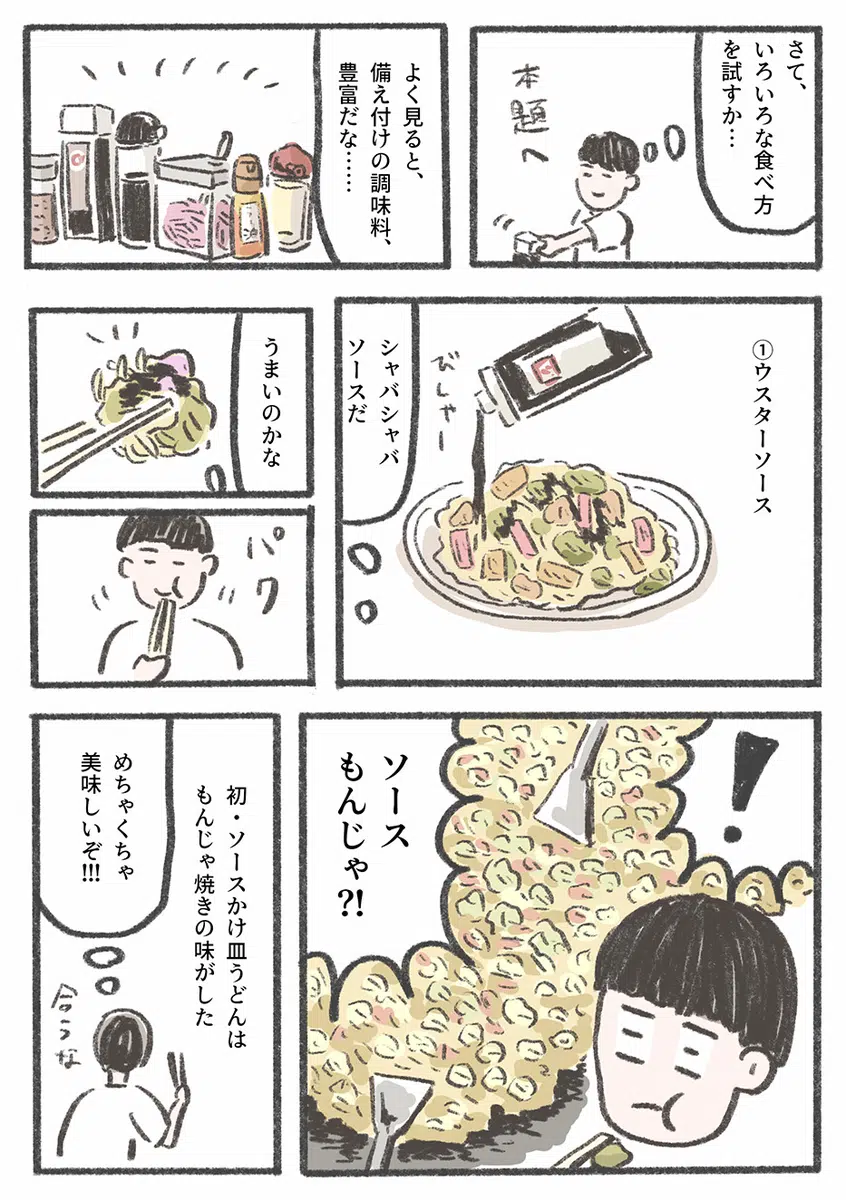 さて、
いろいろな食べ方
を試すか…
本題へ
よく見ると、
備え付けの調味料、
豊富だな……
①ウスターソース
びしゃー
シャバシャバ
ソースだ
うまいのかな
パク
ソース
もんじゃ?!
初・ソースかけ皿うどんは
もんじゃ焼きの味がした
めちゃくちゃ
美味しいぞ!!!
合うな